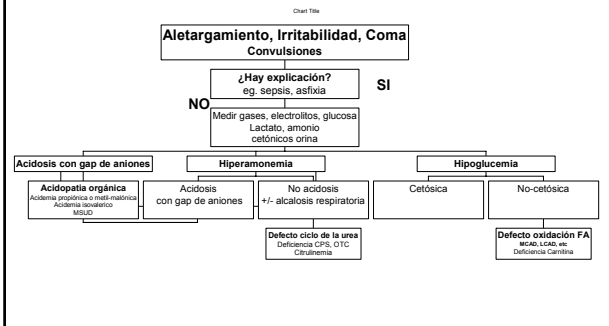 Chart Title
Aletargamiento, Irritabilidad, Coma
Convulsiones
¿Hay explicación?
eg. sepsis, asfixia
SI
NO
Medir gases, electrolitos, glucosa
Lactato, amonio
cetónicos orina
Acidosis con gap de aniones
Hiperamonemia
Hipoglucemia
Acidopatia orgánica
Acidemia propiónica o metil-malónica
Acidemia isovalerico
MSUD
Acidosis
con gap de aniones
No acidosis
+/- alcalosis respiratoria
Cetósica
No-cetósica
Defecto ciclo de la urea
Deficiencia CPS, OTC
Citrulinemia
Defecto oxidación FA
MCAD, LCAD, etc
Deficiencia Carnitina